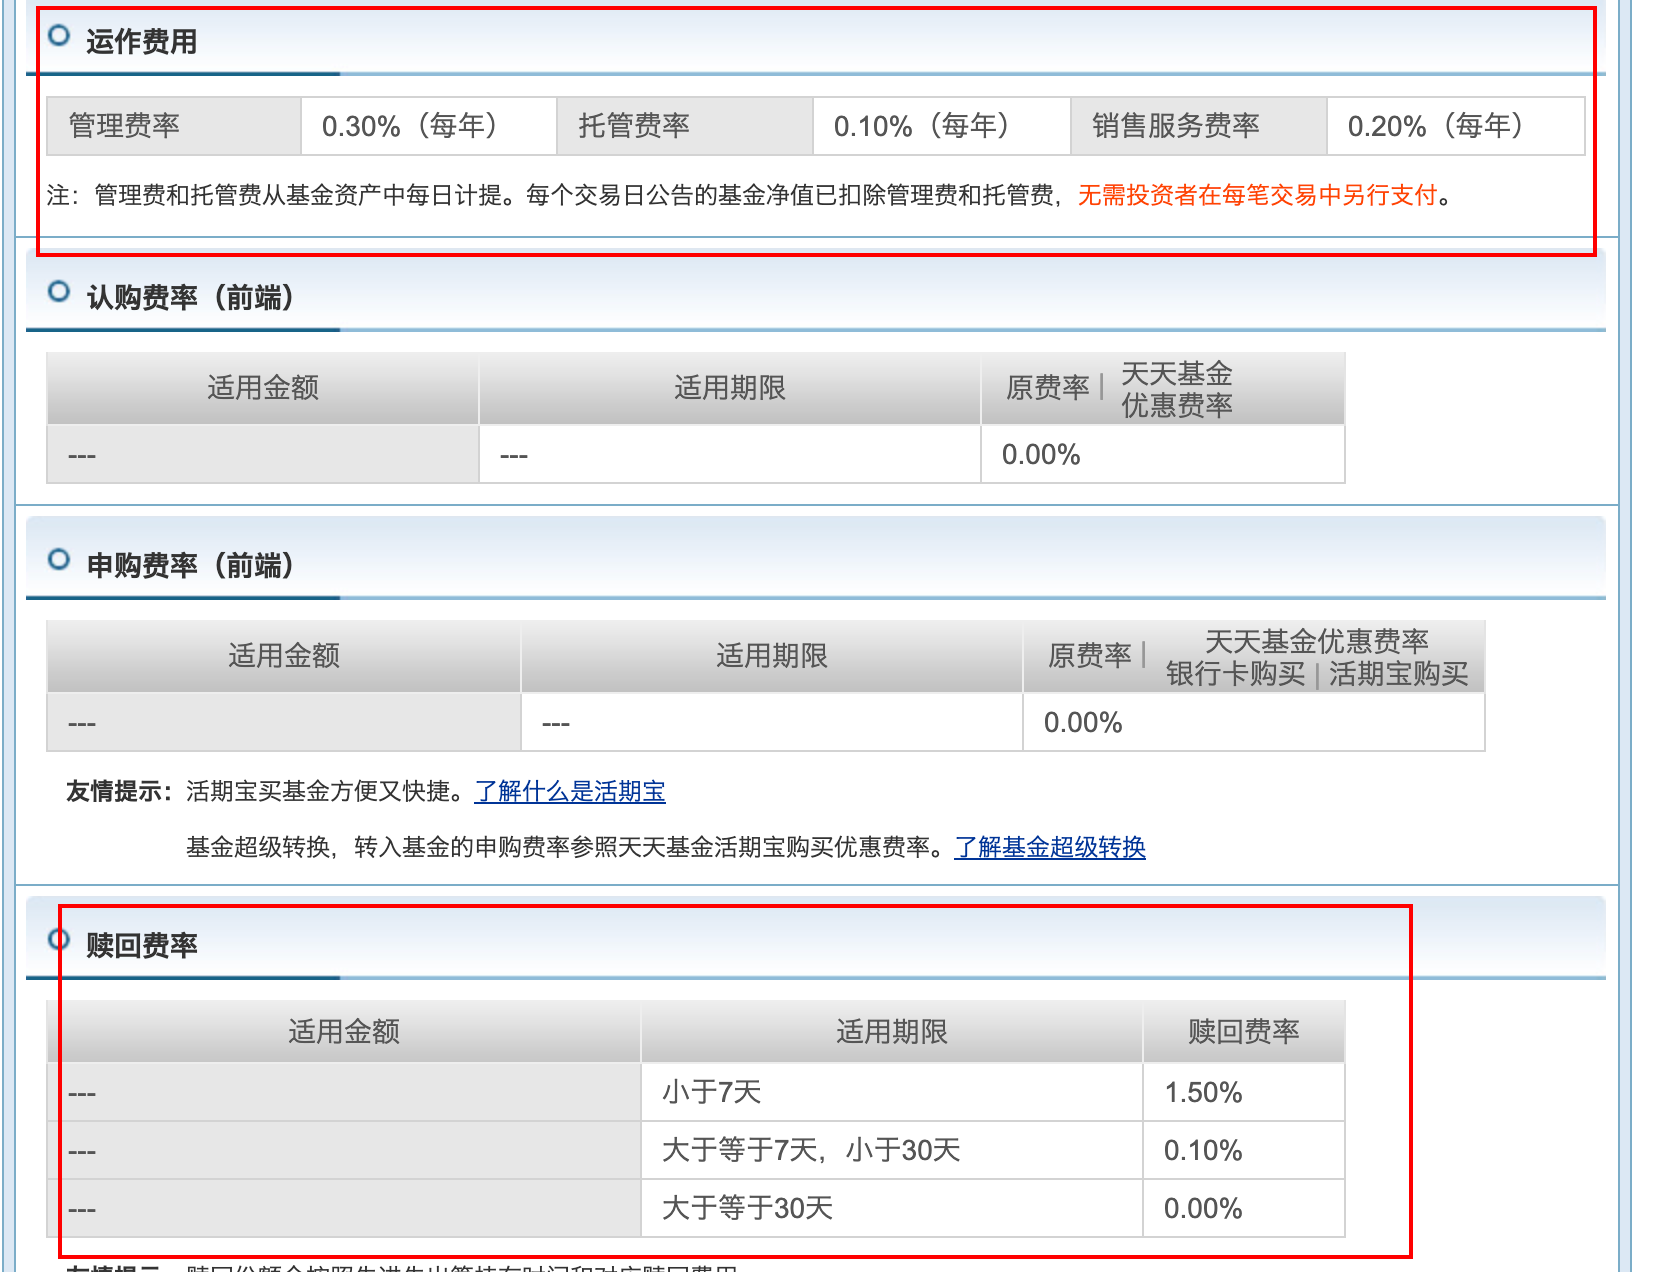 运作费用
管理费率 0.30%（每年） 托管费率 0.10%（每年） 销售服务费率 0.20%（每年）
注：管理费和托管费从基金资产中每日计提。每个交易日公告的基金净值已扣除管理费和托管费，无需投资者在每笔交易中另行支付。
认购费率（前端）
适用金额 适用期限 原费率｜天天基金
优惠费率
--- --- 0.00%
申购费率（前端）
适用金额 适用期限 原费率｜天天基金优惠费率
银行卡购买｜活期宝购买
--- --- 0.00%
友情提示：活期宝买基金方便又快捷。了解什么是活期宝
基金超级转换，转入基金的申购费率参照天天基金活期宝购买优惠费率。了解基金超级转换
赎回费率
适用金额 适用期限 赎回费率
--- 小于7天 1.50%
--- 大于等于7天，小于30天 0.10%
--- 大于等于30天 0.00%